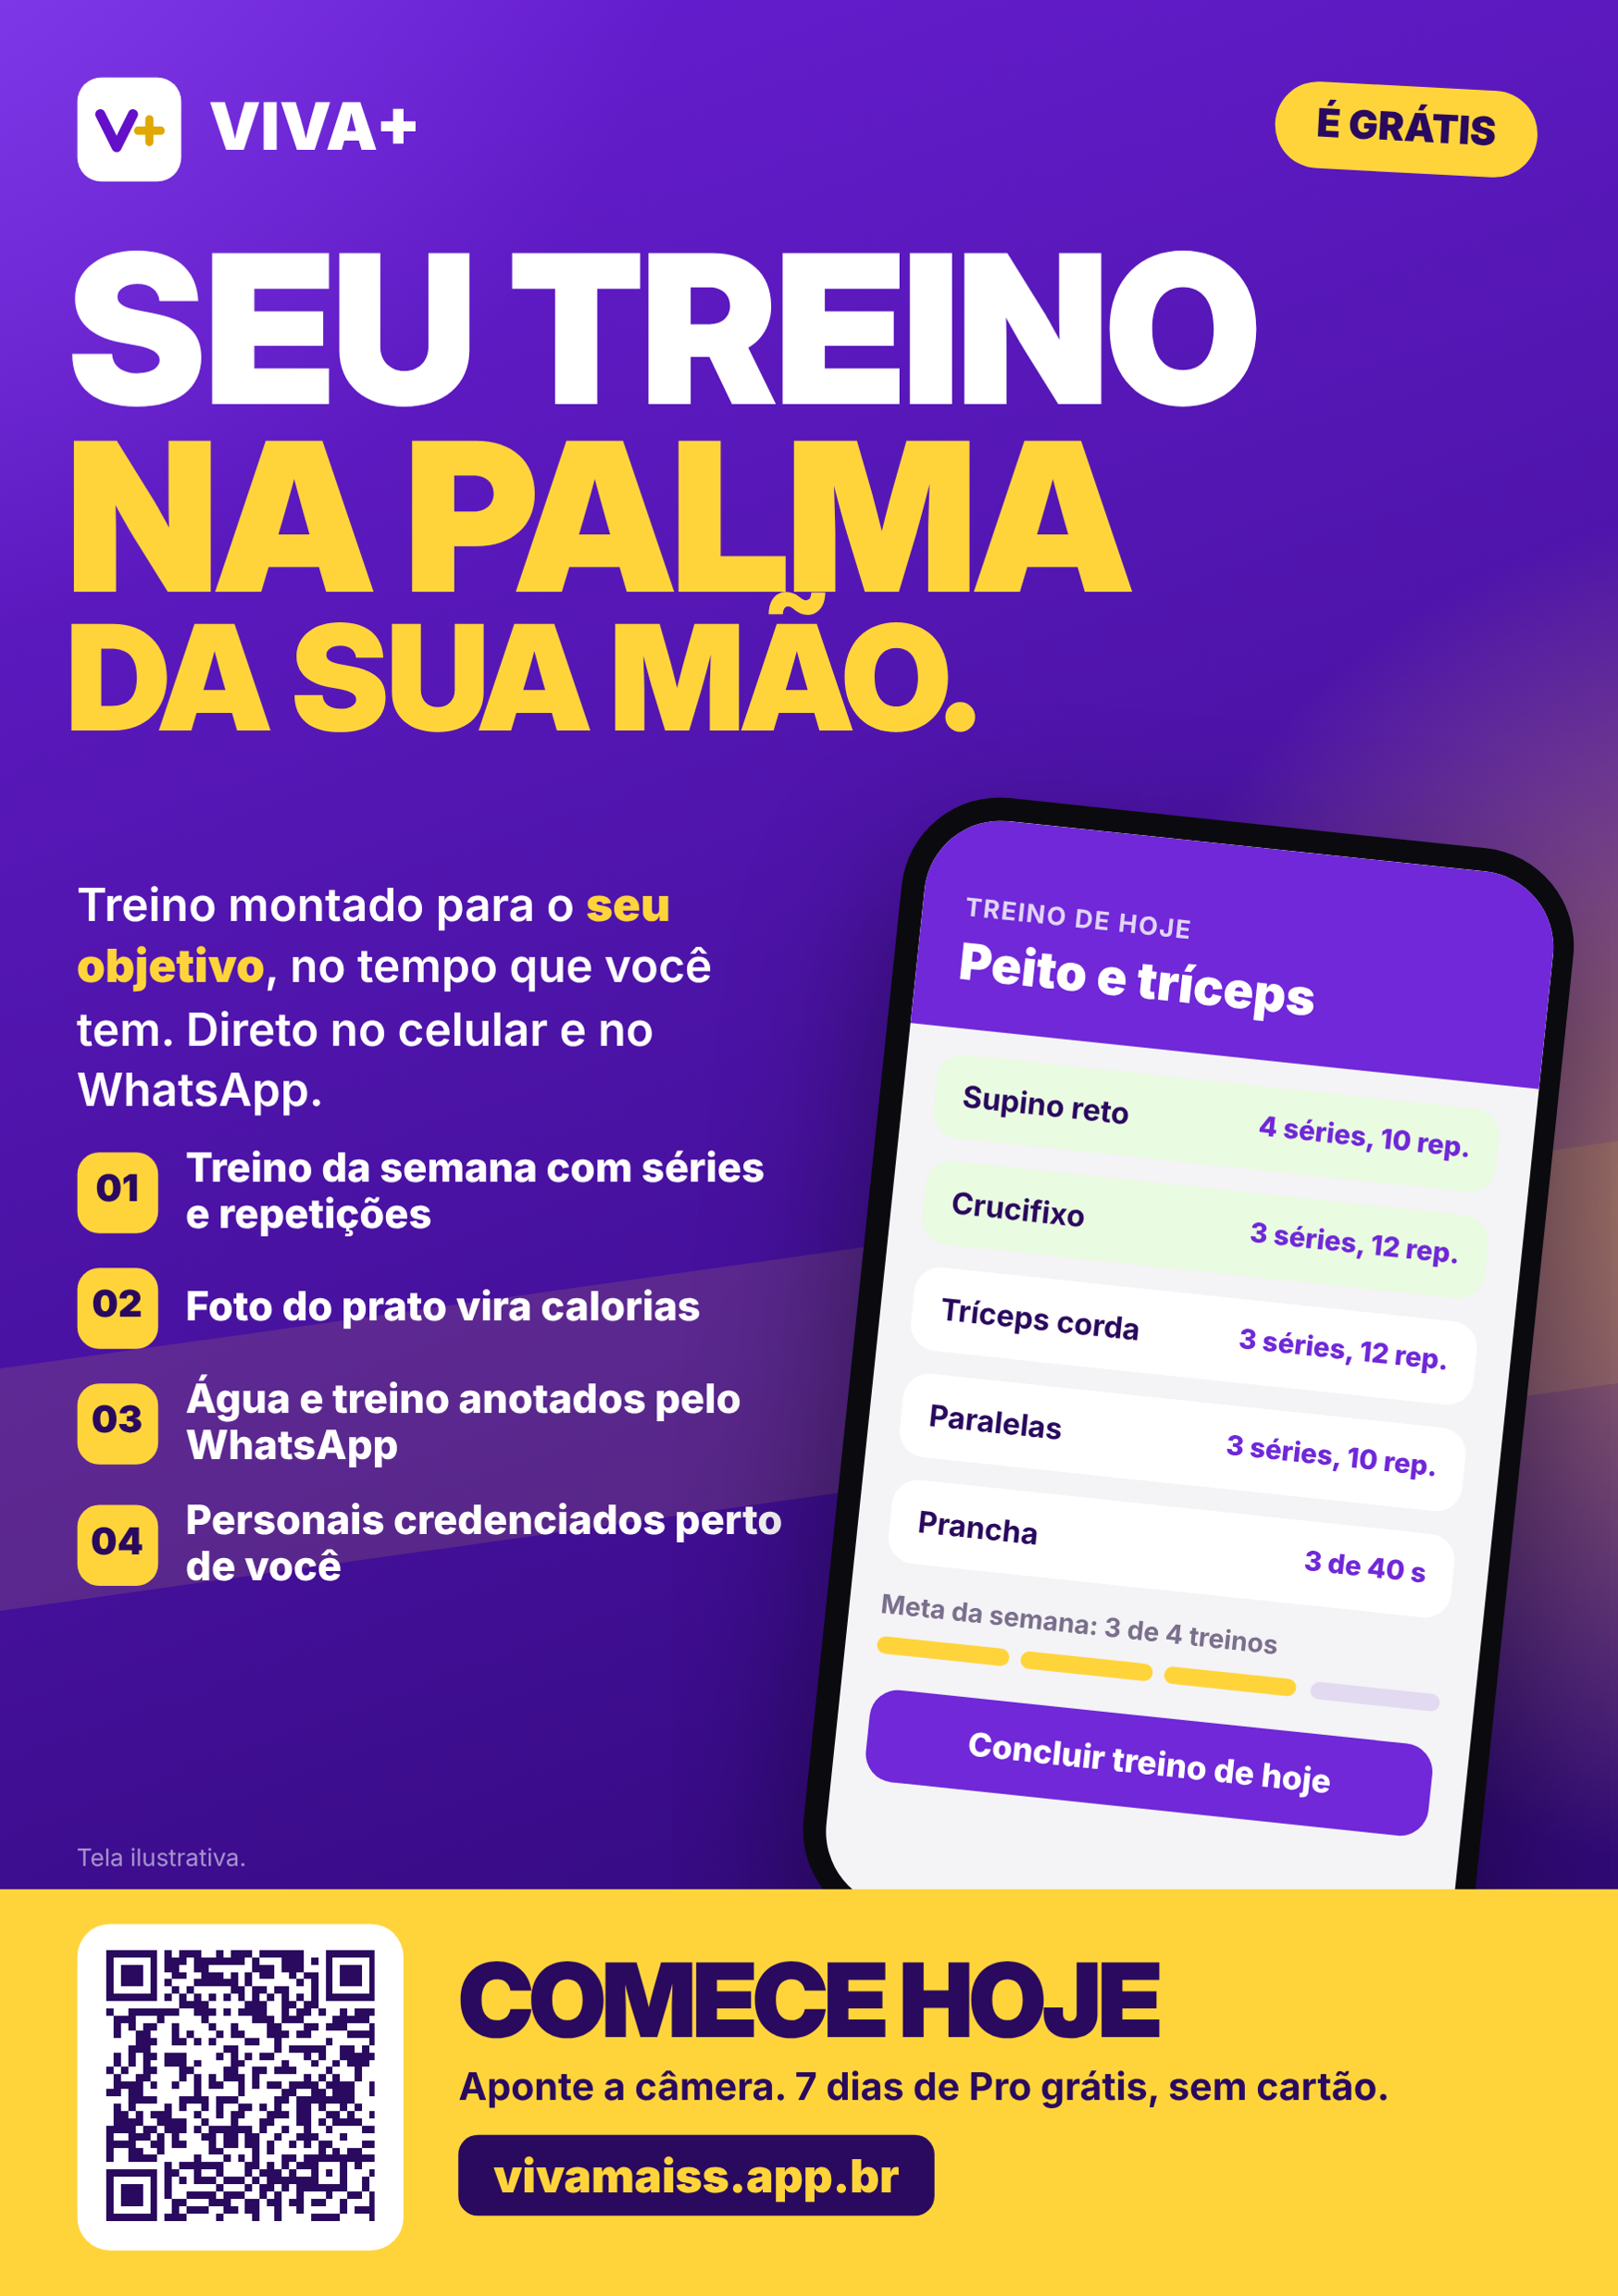 V+ VIVA+
É GRÁTIS
SEU TREINO
NA PALMA
DA SUA MÃO.
Treino montado para o seu
objetivo, no tempo que você
tem. Direto no celular e no
WhatsApp.
01 Treino da semana com séries
e repetições
02 Foto do prato vira calorias
03 Água e treino anotados pelo
WhatsApp
04 Personais credenciados perto
de você
TREINO DE HOJE
Peito e tríceps
Supino reto 4 séries, 10 rep.
Crucifixo 3 séries, 12 rep.
Tríceps corda 3 séries, 12 rep.
Paralelas 3 séries, 10 rep.
Prancha 3 de 40 s
Meta da semana: 3 de 4 treinos
Concluir treino de hoje
Tela ilustrativa.
COMECE HOJE
Aponte a câmera. 7 dias de Pro grátis, sem cartão.
vivamaiss.app.br